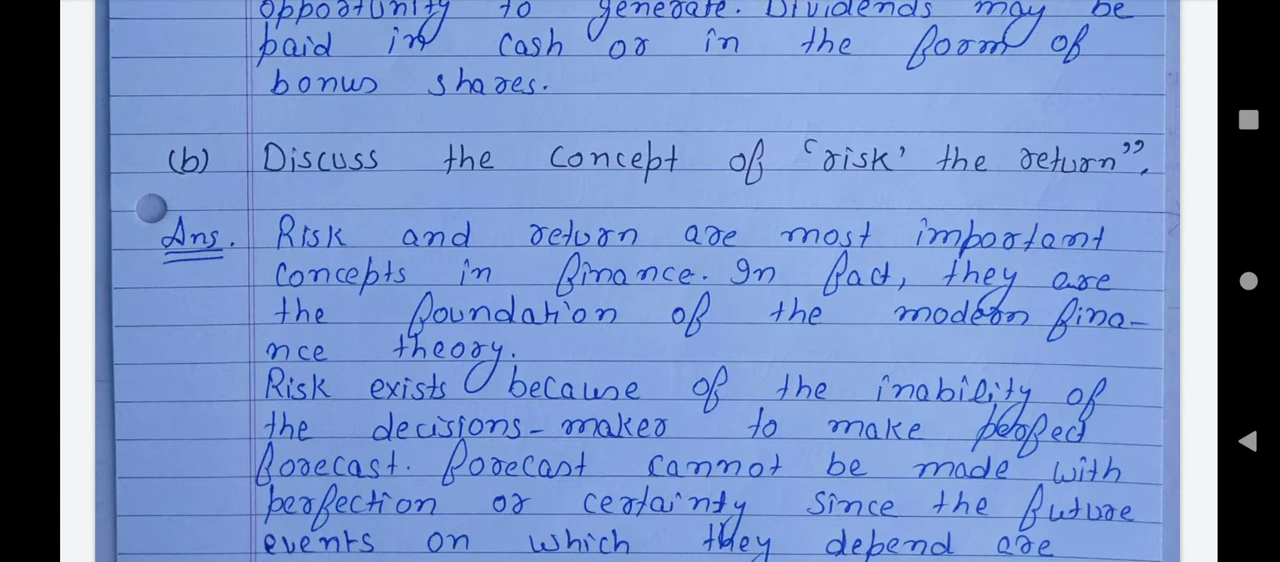 opportunity to generate. Dividends may be
paid in cash or in the form of
bonus shares.
(b) Discuss the concept of 'risk' the return".
Ans. Risk and return are most important
concepts in finance. In fact, they are
the foundation of the modern fina-
nce theory.
Risk exists because of the inability of
the decisions-maker to make perfect
forecast. forecast cannot be made with
perfection or certainty since the future
events on which they depend are